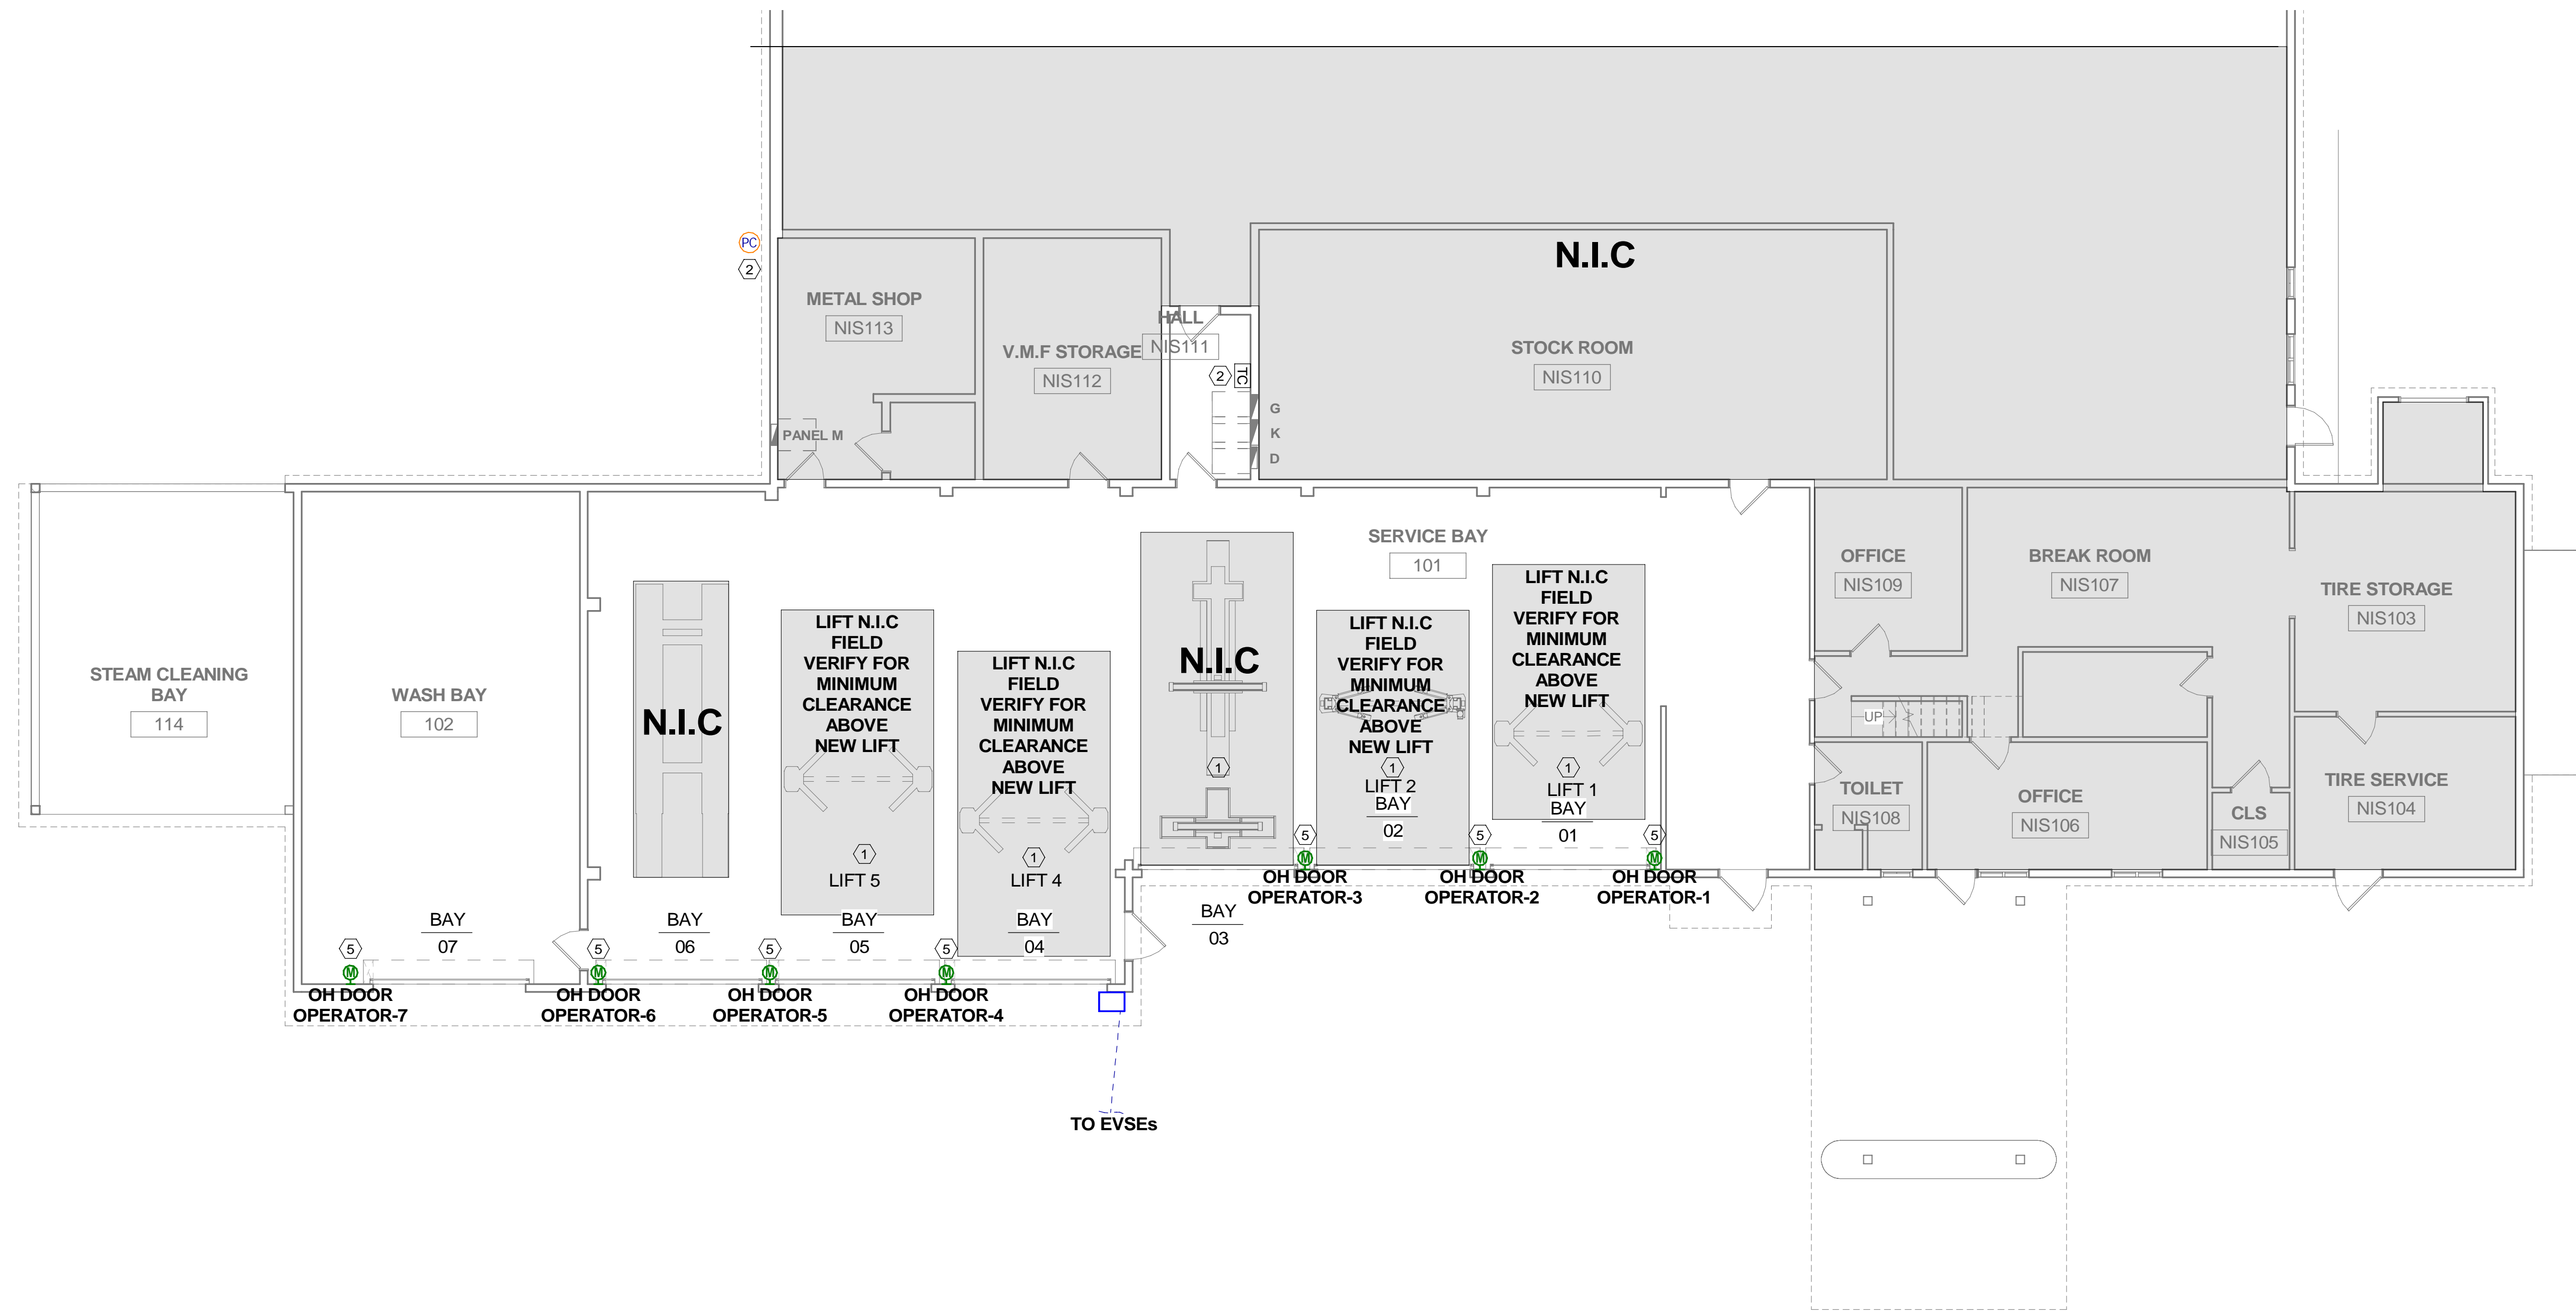 N.I.C
PC
2
METAL SHOP
NIS113
HALL
NIS111
V.M.F STORAGE
NIS112
STOCK ROOM
NIS110
2
TC
G
K
D
PANEL M
SERVICE BAY
101
OFFICE
NIS109
BREAK ROOM
NIS107
TIRE STORAGE
NIS103
STEAM CLEANING
BAY
114
WASH BAY
102
N.I.C
LIFT N.I.C
FIELD
VERIFY FOR
MINIMUM
CLEARANCE
ABOVE
NEW LIFT
1
LIFT 5
LIFT N.I.C
FIELD
VERIFY FOR
MINIMUM
CLEARANCE
ABOVE
NEW LIFT
1
LIFT 4
N.I.C
1
LIFT N.I.C
FIELD
VERIFY FOR
MINIMUM
CLEARANCE
ABOVE
NEW LIFT
1
LIFT 2
BAY
02
LIFT N.I.C
FIELD
VERIFY FOR
MINIMUM
CLEARANCE
ABOVE
NEW LIFT
1
LIFT 1
BAY
01
UP
TOILET
NIS108
OFFICE
NIS106
CLS
NIS105
TIRE SERVICE
NIS104
5
M
OH DOOR
OPERATOR-3
5
M
OH DOOR
OPERATOR-2
5
M
OH DOOR
OPERATOR-1
BAY
07
BAY
06
BAY
05
BAY
04
BAY
03
5
M
OH DOOR
OPERATOR-7
5
M
OH DOOR
OPERATOR-6
5
M
OH DOOR
OPERATOR-5
5
M
OH DOOR
OPERATOR-4
TO EVSEs